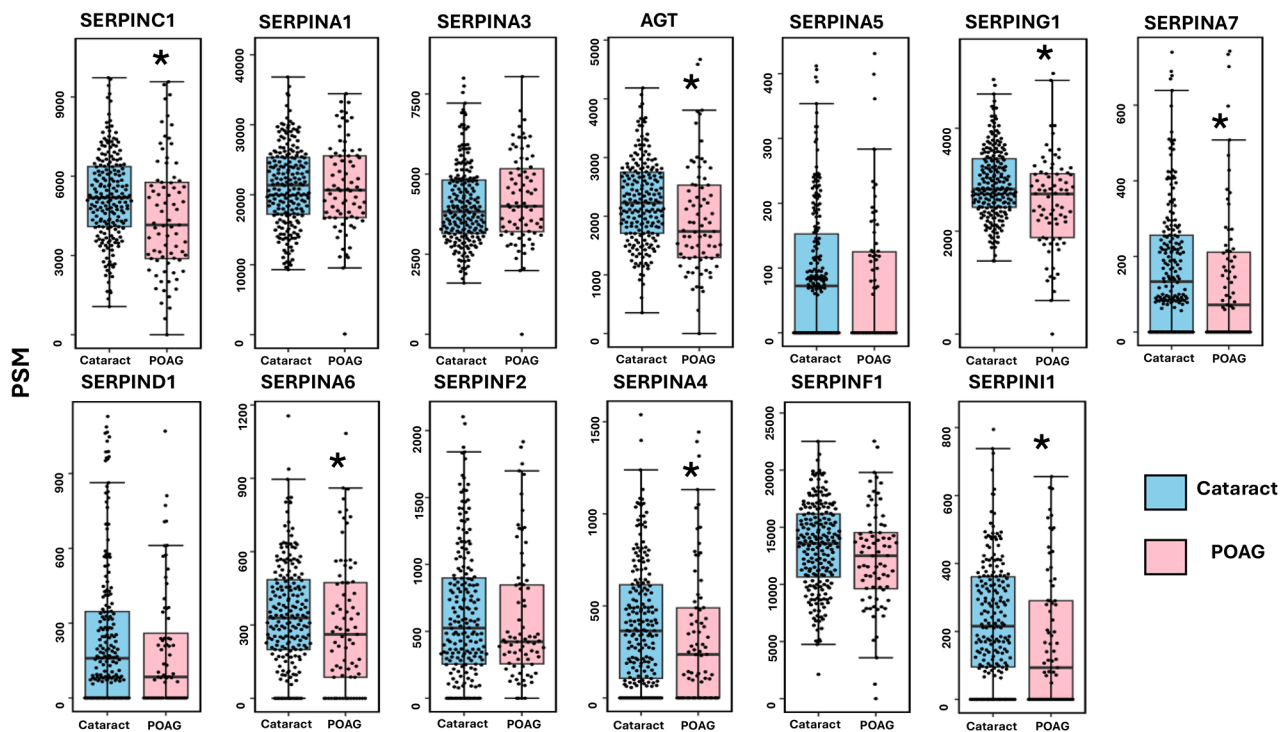 SERPINC1 SERPINA1 SERPINA3 AGT SERPINA5 SERPING1 SERPINA7
* * * *
9000 6000 3000 0
40000 30000 20000 10000 0
7500 5000 2500 0
5000 4000 3000 2000 1000 0
400 300 200 100 0
4000 2000 0
600 400 200 0
Cataract POAG Cataract POAG Cataract POAG Cataract POAG Cataract POAG Cataract POAG Cataract POAG
PSM
SERPIND1 SERPINA6 SERPINF2 SERPINA4 SERPINF1 SERPINI1
* * *
900 600 300 0
1200 900 600 300 0
2000 1500 1000 500 0
1500 1000 500 0
25000 20000 15000 10000 5000 0
800 600 400 200 0
Cataract POAG Cataract POAG Cataract POAG Cataract POAG Cataract POAG Cataract POAG
Cataract
POAG